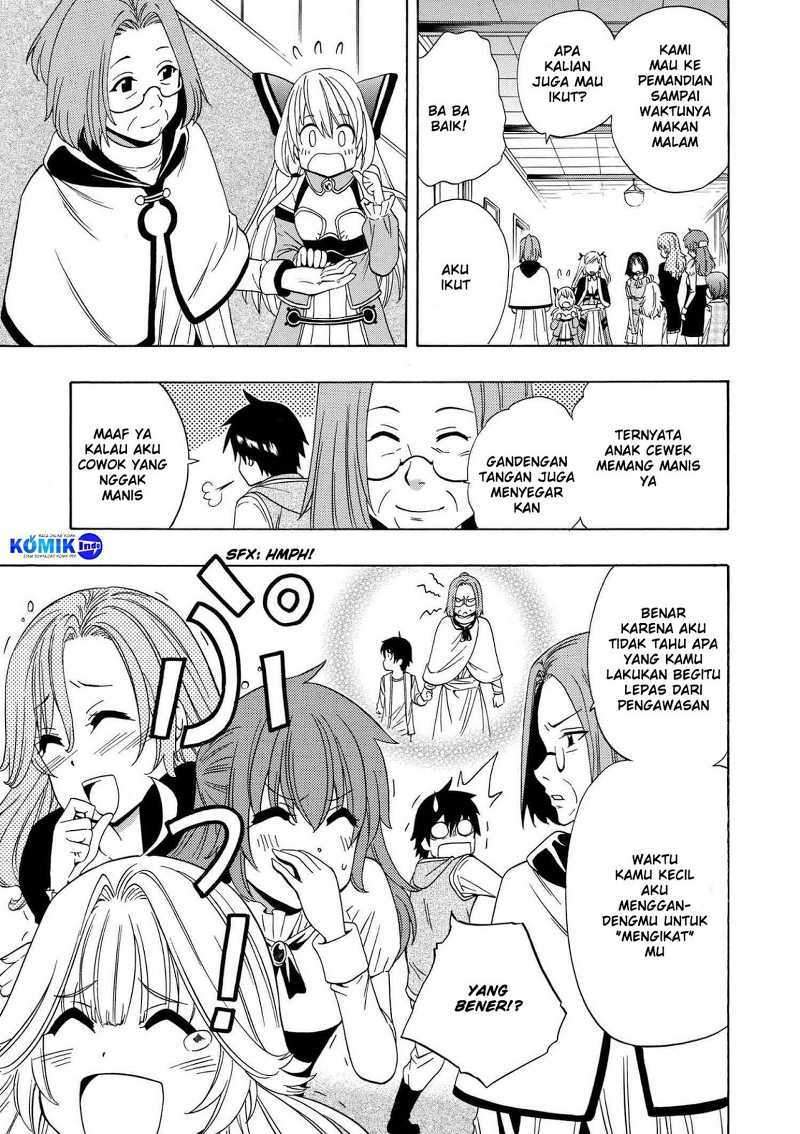 KAMI
MAU KE
PEMANDIAN
SAMPAI
WAKTUNYA
MAKAN
MALAM
APA
KALIAN
JUGA MAU
IKUT?
BA BA
BAIK!
AKU
IKUT
TERNYATA
ANAK CEWEK
MEMANG MANIS
YA
GANDENGAN
TANGAN JUGA
MENYEGAR
KAN
MAAF YA
KALAU AKU
COWOK YANG
NGGAK
MANIS
KOMIK
Indo
SFX: HMPH!
BENAR
KARENA AKU
TIDAK TAHU APA
YANG KAMU
LAKUKAN BEGITU
LEPAS DARI
PENGAWASAN
WAKTU
KAMU KECIL
AKU
MENGGAN-
DENGMU UNTUK
"MENGIKAT"
MU
YANG
BENER!?
ぷっ!